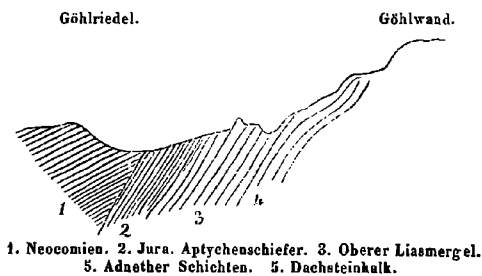 Göhlriedel. Göhlwand.
1 2 3 4
1. Neocomien. 2. Jura. Aptychenschiefer. 3. Oberer Liasmergel.
5. Adnether Schichten. 5. Dachsteinkalk.